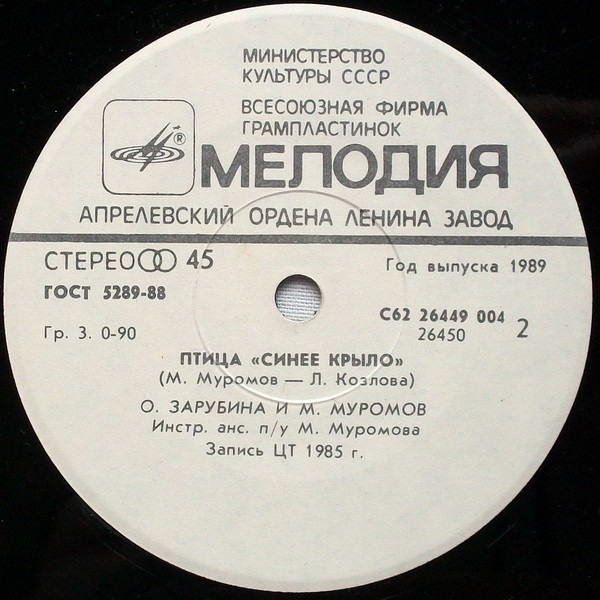 МИНИСТЕРСТВО
КУЛЬТУРЫ СССР
ВСЕСОЮЗНАЯ ФИРМА
ГРАМПЛАСТИНОК
®
МЕЛОДИЯ
АПРЕЛЕВСКИЙ ОРДЕНА ЛЕНИНА ЗАВОД
СТЕРЕО 45
Год выпуска 1989
ГОСТ 5289-88
С62 26449 004
26450 2
Гр. 3. 0-90
ПТИЦА «СИНЕЕ КРЫЛО»
(М. Муромов — Л. Козлова)
О. ЗАРУБИНА И М. МУРОМОВ
Инстр. анс. п/у М. Муромова
Запись ЦТ 1985 г.